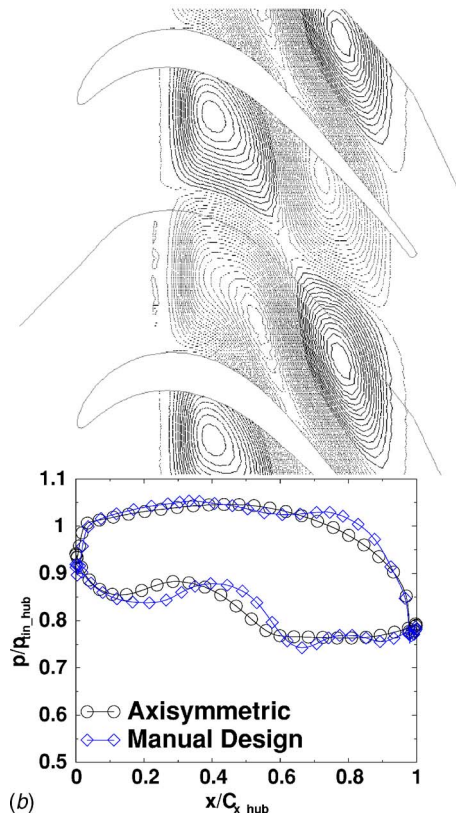 1.1
1
0.9
0.8
0.7
0.6
0.5
p/p_tin_hub
Axisymmetric
Manual Design
0 0.2 0.4 0.6 0.8 1
x/C_x_hub
(b)